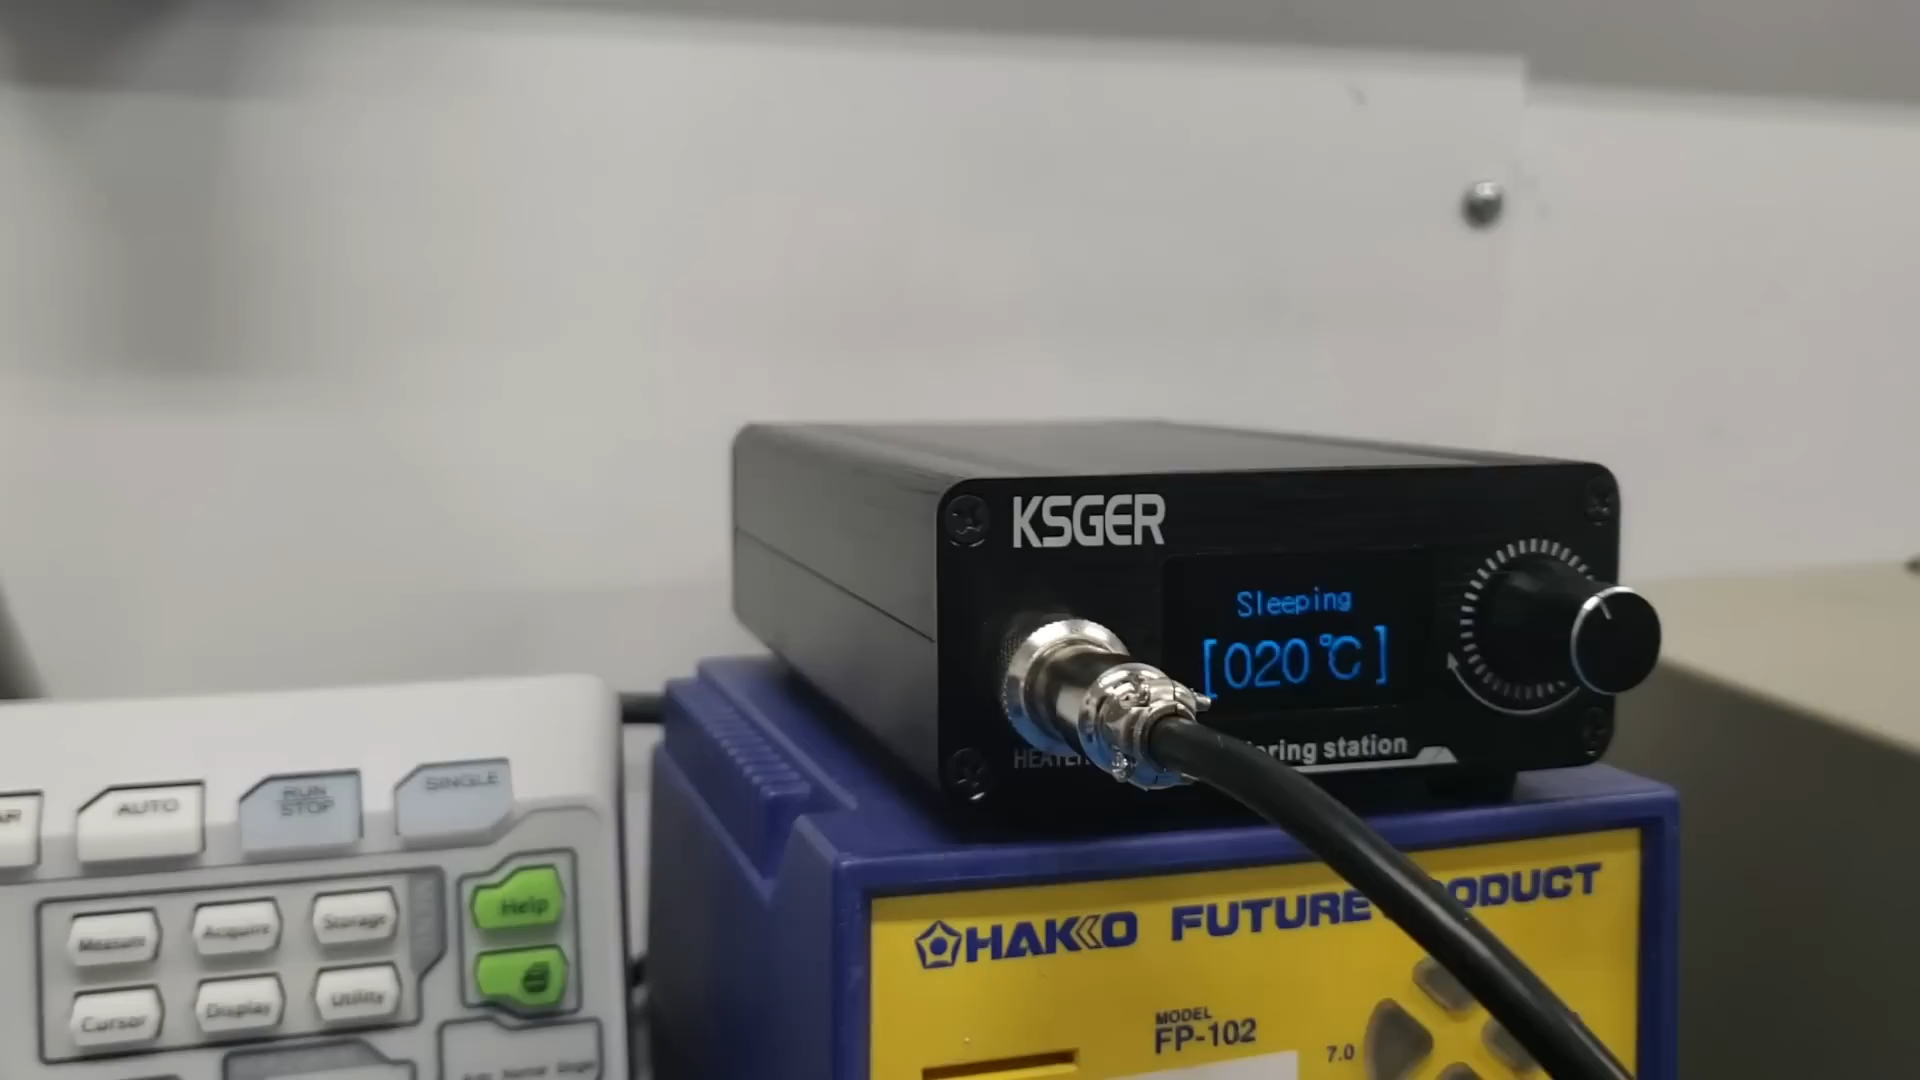 KSGER
Sleeping
[020℃]
HEATER
ering station
HAKKO FUTURE PRODUCT
MODEL
FP-102
7.0
AUTO
RUN
STOP
SINGLE
Measure Acquire Storage Help
Cursor Display Utility